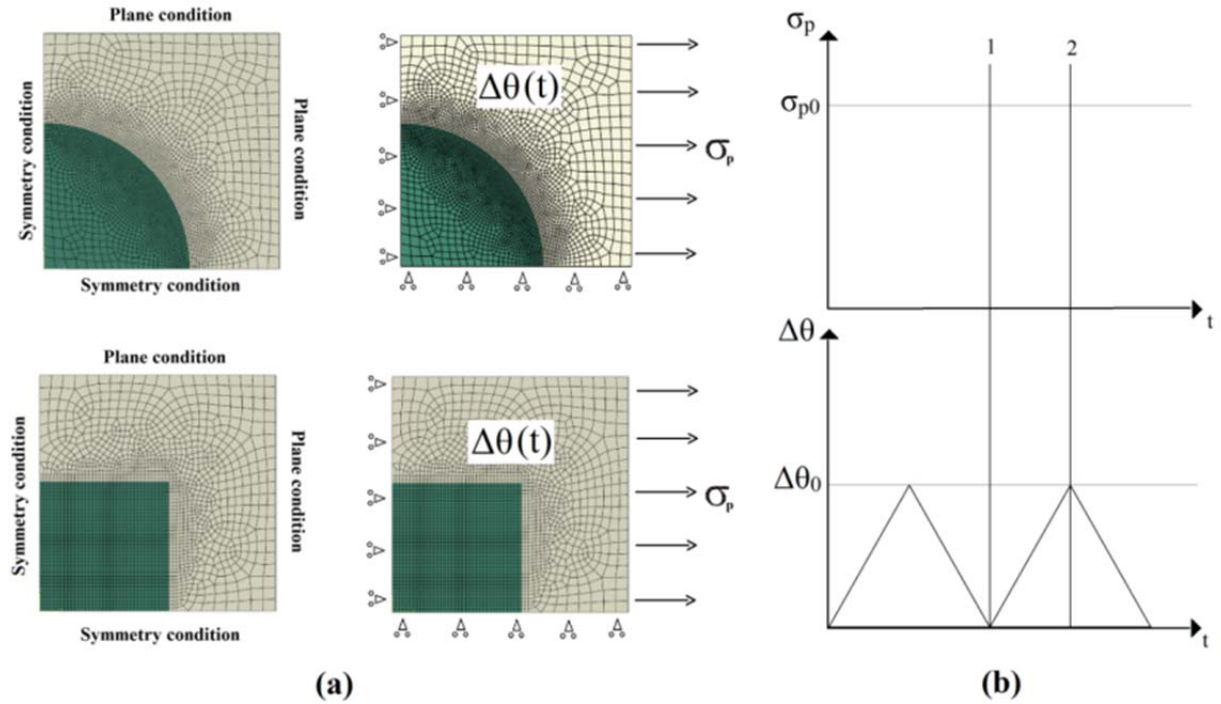 Plane condition
Symmetry condition
Plane condition
Symmetry condition
Δθ(t)
σp
Plane condition
Symmetry condition
Plane condition
Symmetry condition
Δθ(t)
σp
(a)
σp
1 2
σp0
t
Δθ
Δθ0
t
(b)